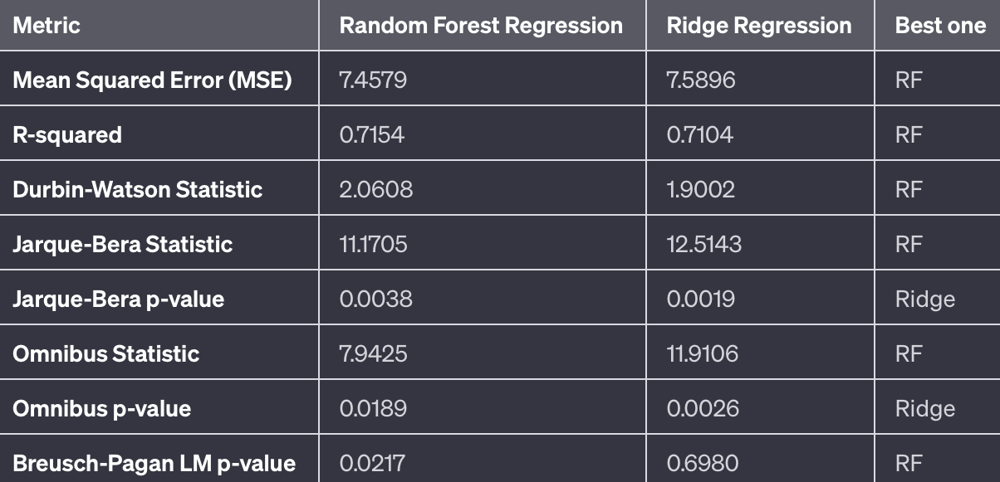 Metric Random Forest Regression Ridge Regression Best one
Mean Squared Error (MSE) 7.4579 7.5896 RF
R-squared 0.7154 0.7104 RF
Durbin-Watson Statistic 2.0608 1.9002 RF
Jarque-Bera Statistic 11.1705 12.5143 RF
Jarque-Bera p-value 0.0038 0.0019 Ridge
Omnibus Statistic 7.9425 11.9106 RF
Omnibus p-value 0.0189 0.0026 Ridge
Breusch-Pagan LM p-value 0.0217 0.6980 RF